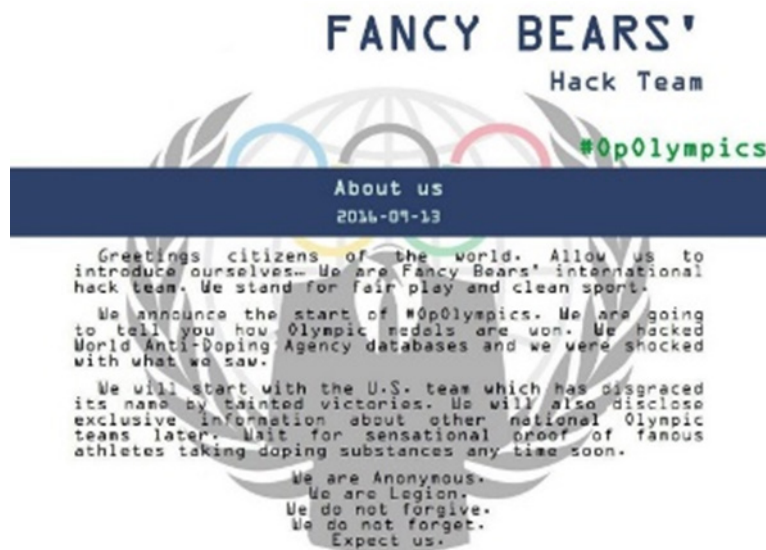 FANCY BEARS'
Hack Team
#OpOlympics
About us
2016-09-13
Greetings citizens of the world. Allow us to
introduce ourselves… We are Fancy Bears' international
hack team. We stand for fair play and clean sport.
We announce the start of #OpOlympics. We are going
to tell you how Olympic medals are won. We hacked
World Anti-Doping Agency databases and we were shocked
with what we saw.
We will start with the U.S. team which has disgraced
its name by tainted victories. We will also disclose
exclusive information about other national Olympic
teams later. Wait for sensational proof of famous
athletes taking doping substances any time soon.
We are Anonymous.
We are Legion.
We do not forgive.
We do not forget.
Expect us.